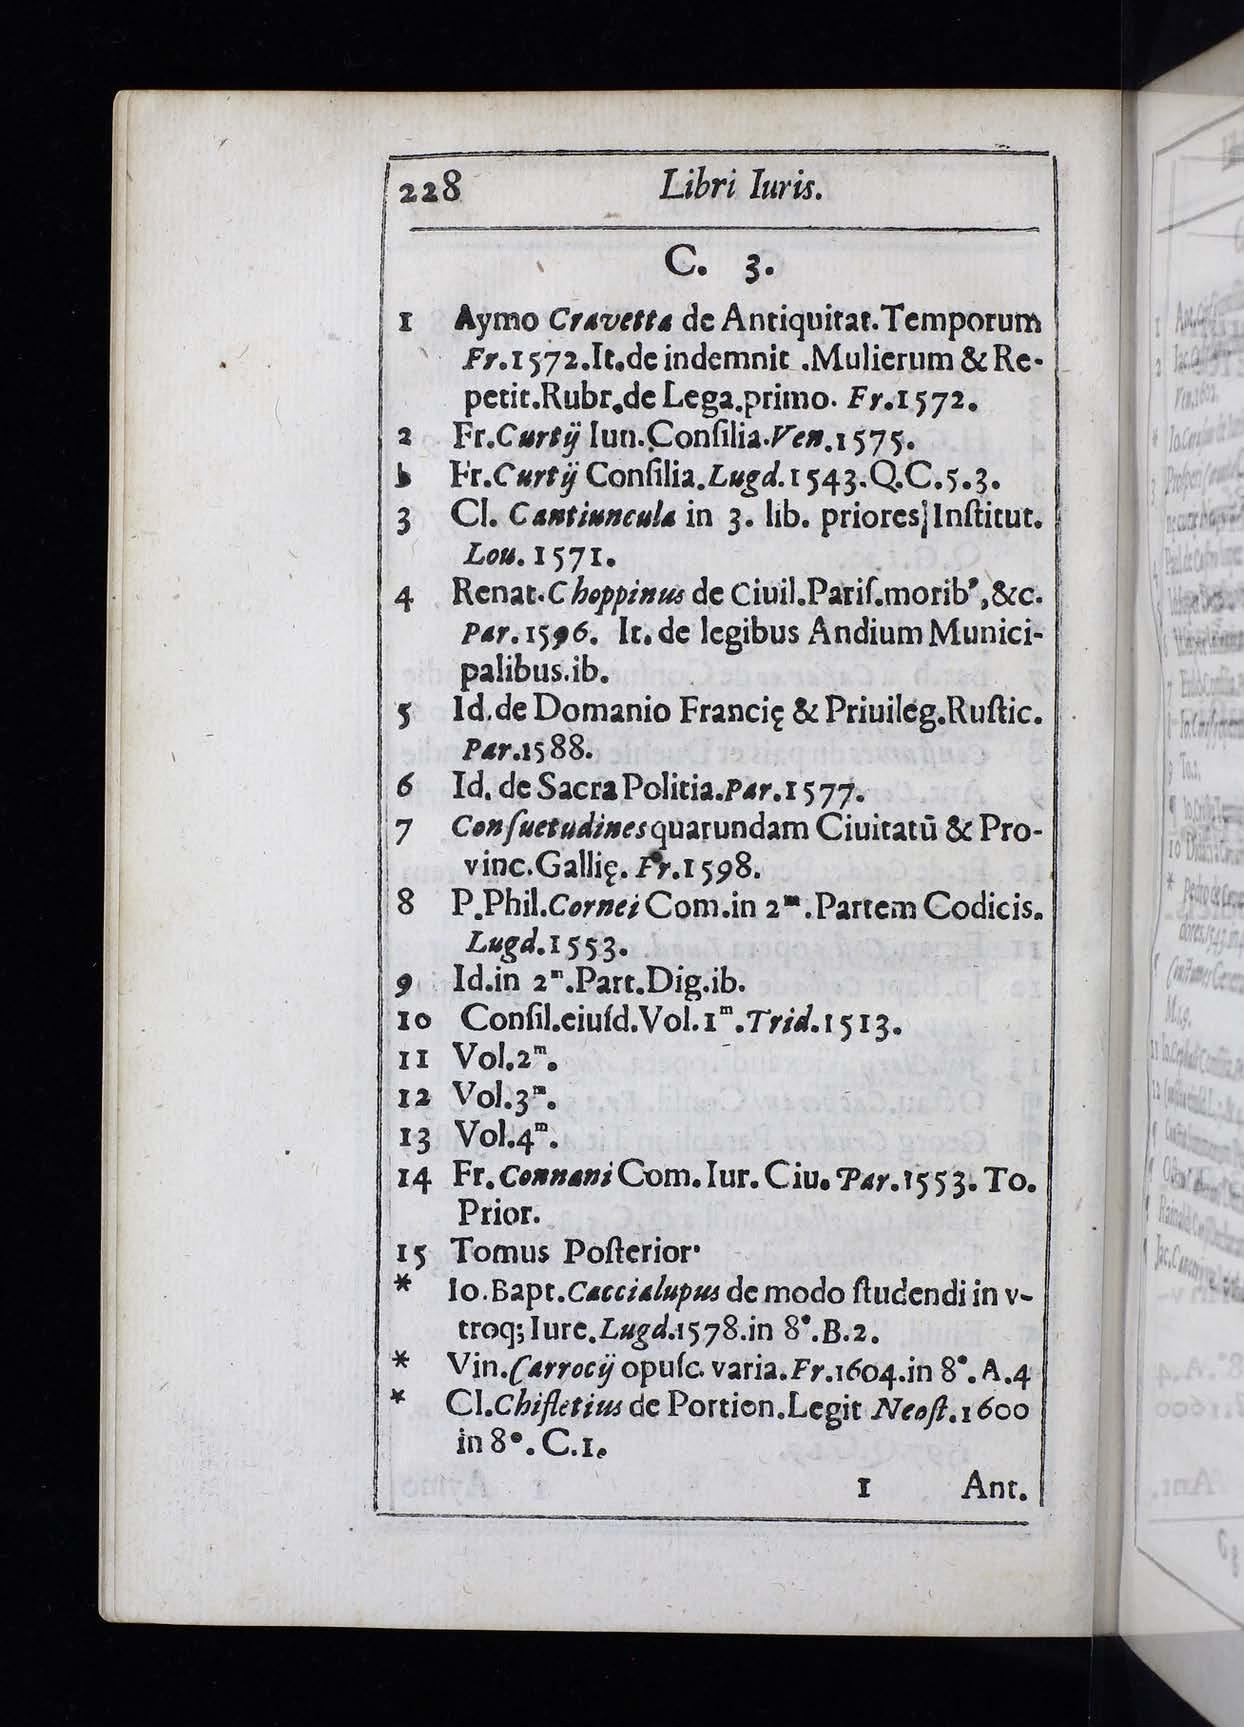 228 Libri Iuris.
C. 3.
1 Aymo Cravetta de Antiquitat.Temporum
Fr.1572.It.de indemnit .Mulierum & Re-
petit.Rubr.de Lega.primo. Fr.1572.
2 Fr.Curtij Iun.Conſilia.Ven.1575.
b Fr.Curtij Conſilia.Lugd.1543.Q.C.5.3.
3 Cl. Cantiuncula in 3. lib. priores Inſtitut.
Lou. 1571.
4 Renat.Choppinus de Ciuil.Pariſ.morib',&c.
Par.1596. It. de legibus Andium Munici-
palibus.ib.
5 Id.de Domanio Francię & Priuileg.Ruſtic.
Par.1588.
6 Id. de Sacra Politia.Par.1577.
7 Conſuetudines quarundam Ciuitatū & Pro-
vinc.Gallię. Fr.1598.
8 P.Phil.Cornei Com.in 2ᵐ.Partem Codicis.
Lugd.1553.
9 Id.in 2ᵐ.Part.Dig.ib.
10 Conſil.eiuſd.Vol.1ᵐ.Trid.1513.
11 Vol.2ᵐ.
12 Vol.3ᵐ.
13 Vol.4ᵐ.
14 Fr.Connani Com. Iur. Ciu. Par.1553. To.
Prior.
15 Tomus Poſterior·
* Io.Bapt.Caccialupus de modo ſtudendi in v-
troq; Iure.Lugd.1578.in 8°.B.2.
* Vin.Carrocij opuſc. varia.Fr.1604.in 8°.A.4
* Cl.Chifletius de Portion.Legit Neoſt.1600
in 8°. C.1.
1 Ant.